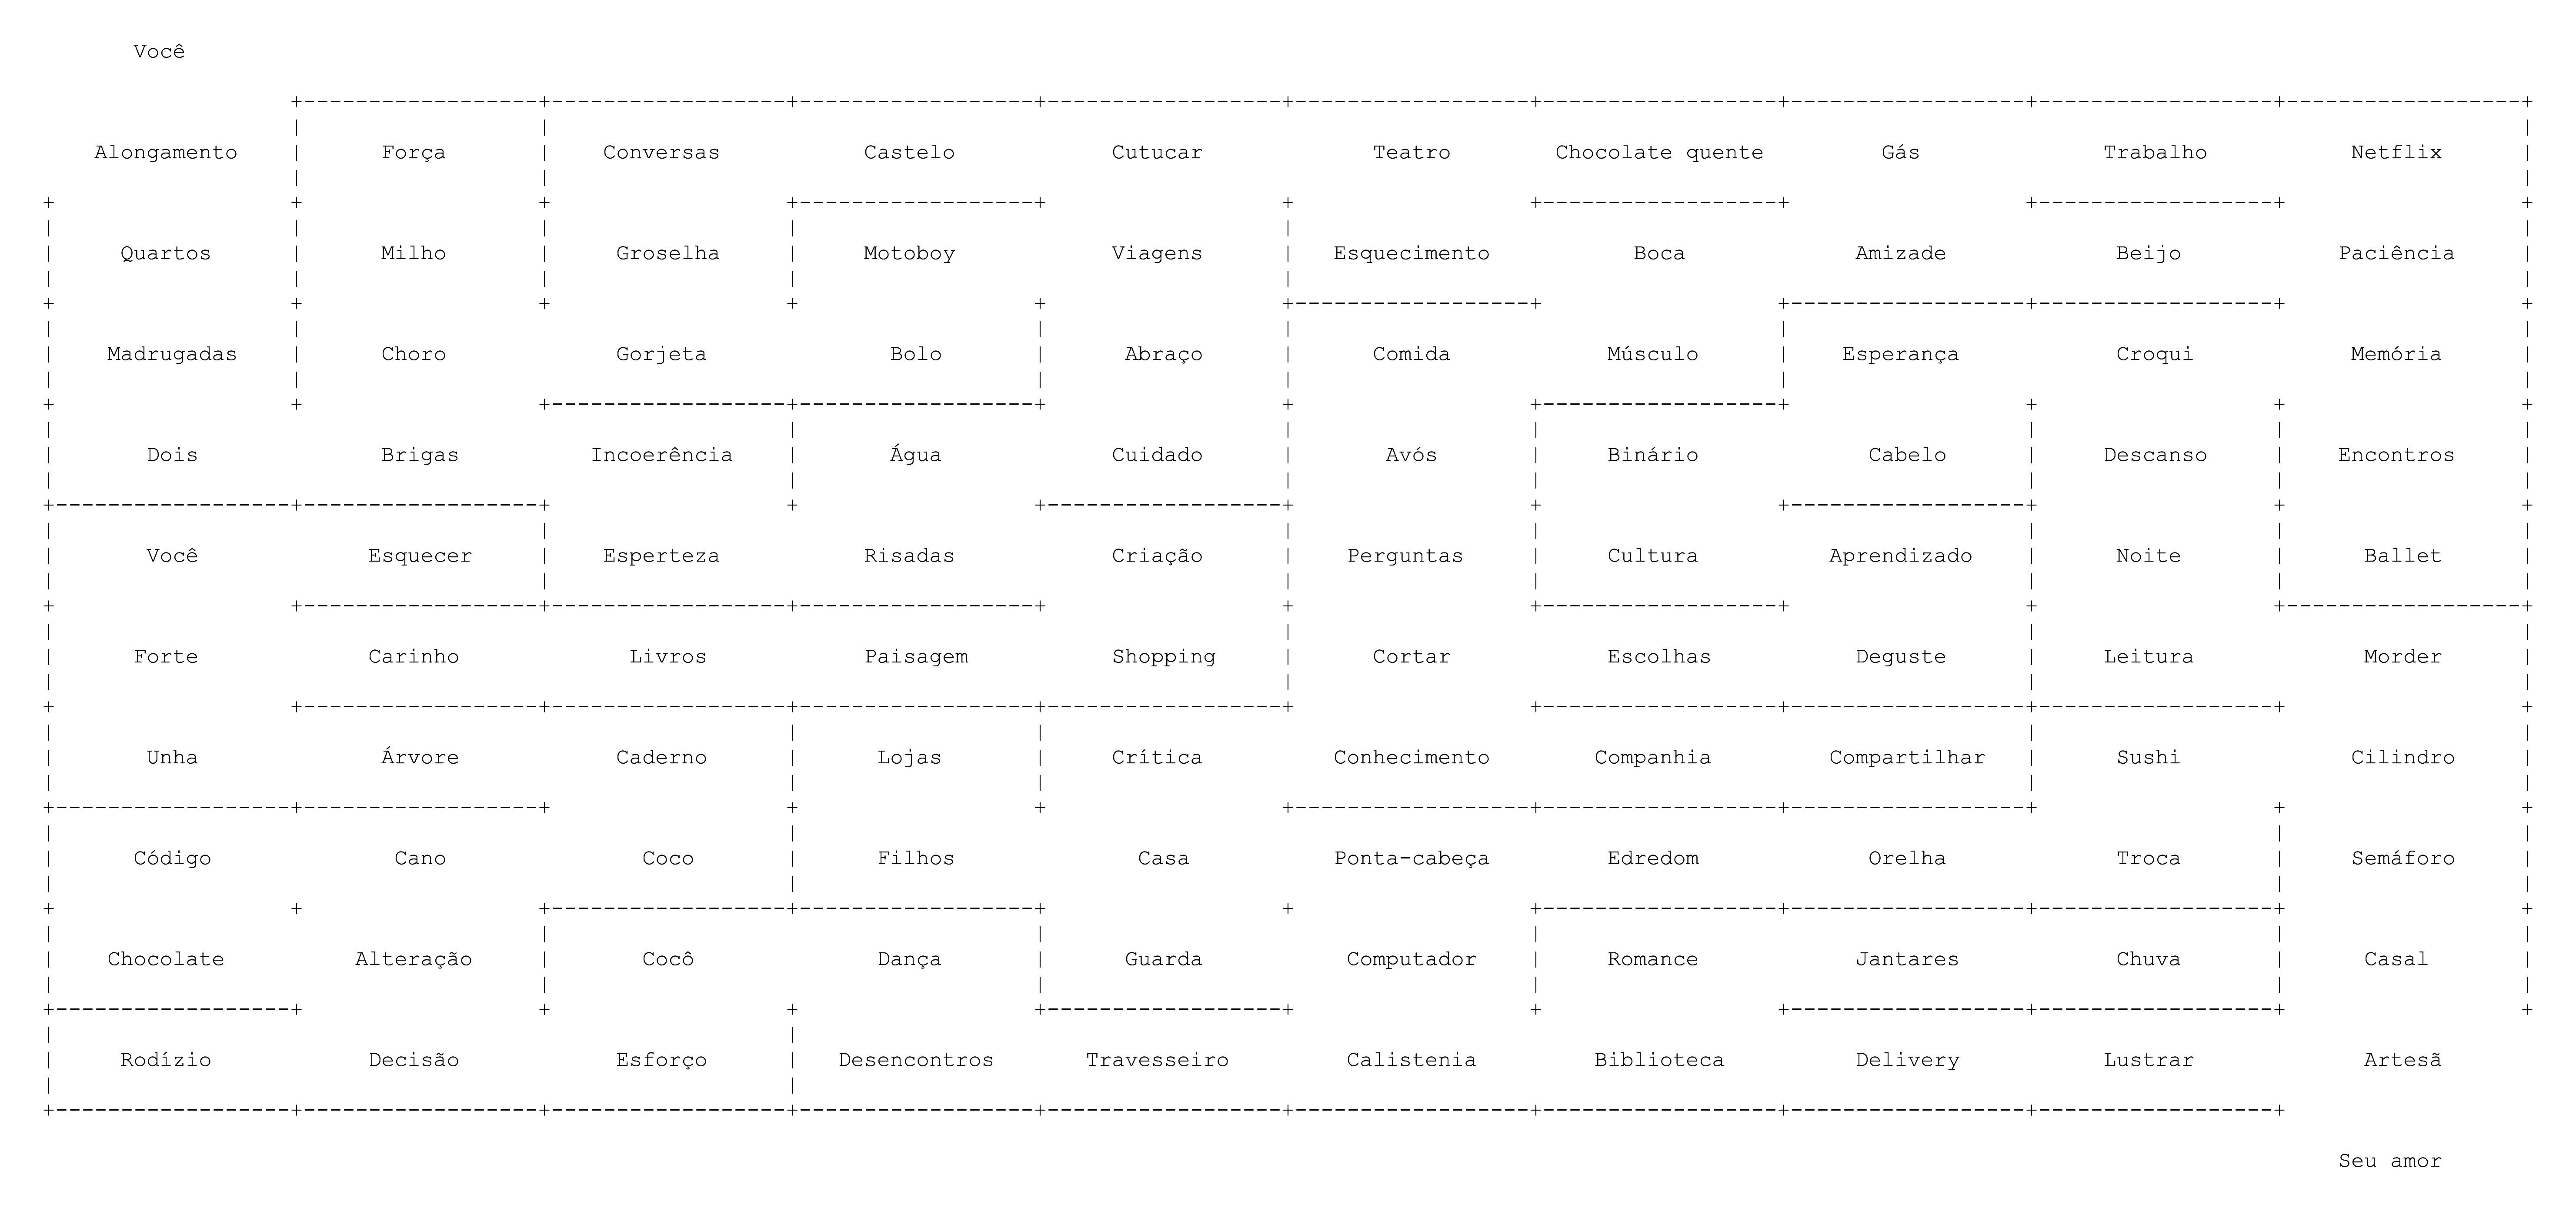 Você
Alongamento Força Conversas Castelo Cutucar Teatro Chocolate quente Gás Trabalho Netflix
Quartos Milho Groselha Motoboy Viagens Esquecimento Boca Amizade Beijo Paciência
Madrugadas Choro Gorjeta Bolo Abraço Comida Músculo Esperança Croqui Memória
Dois Brigas Incoerência Água Cuidado Avós Binário Cabelo Descanso Encontros
Você Esquecer Esperteza Risadas Criação Perguntas Cultura Aprendizado Noite Ballet
Forte Carinho Livros Paisagem Shopping Cortar Escolhas Deguste Leitura Morder
Unha Árvore Caderno Lojas Crítica Conhecimento Companhia Compartilhar Sushi Cilindro
Código Cano Coco Filhos Casa Ponta-cabeça Edredom Orelha Troca Semáforo
Chocolate Alteração Cocô Dança Guarda Computador Romance Jantares Chuva Casal
Rodízio Decisão Esforço Desencontros Travesseiro Calistenia Biblioteca Delivery Lustrar Artesã
Seu amor